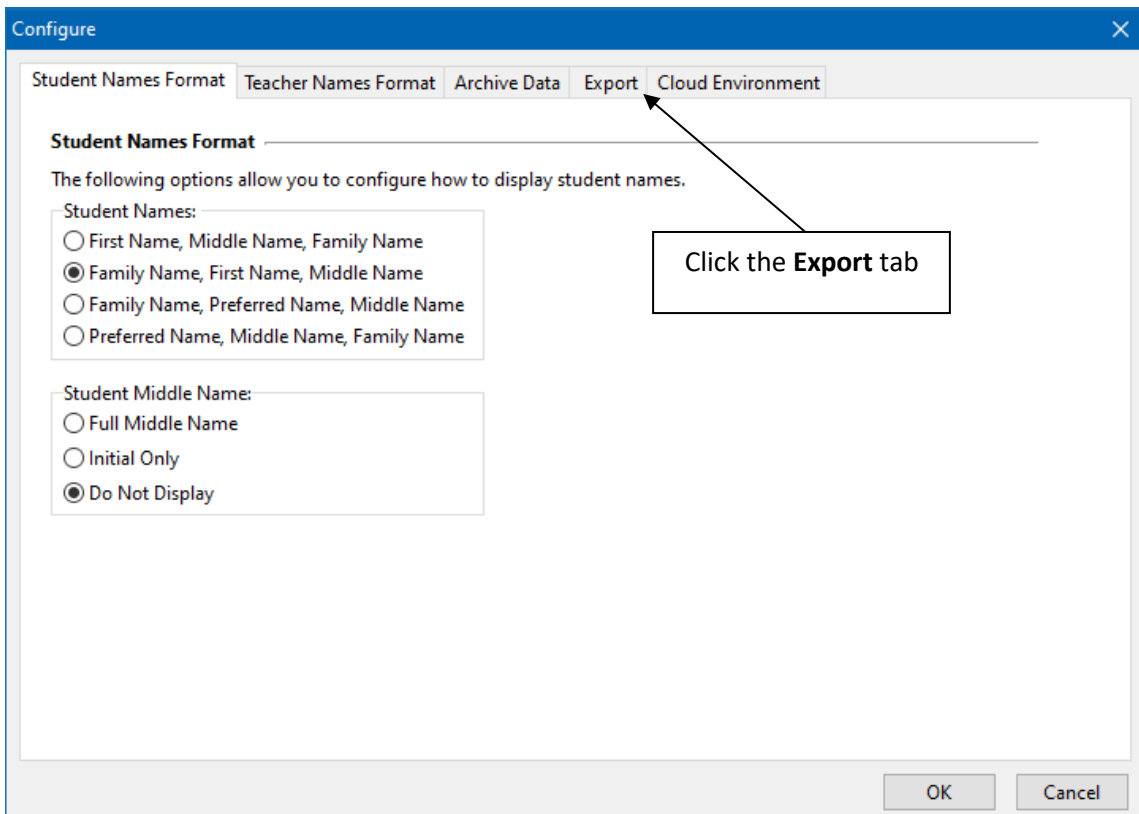 Configure
Student Names Format Teacher Names Format Archive Data Export Cloud Environment
Student Names Format
The following options allow you to configure how to display student names.
Student Names:
First Name, Middle Name, Family Name
Family Name, First Name, Middle Name
Family Name, Preferred Name, Middle Name
Preferred Name, Middle Name, Family Name
Click the Export tab
Student Middle Name:
Full Middle Name
Initial Only
Do Not Display
OK Cancel